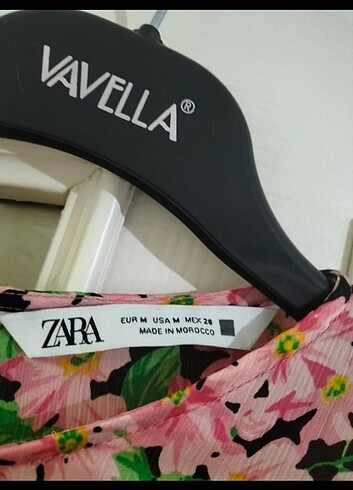 VAVELLA®
ZARA
EUR M USA M MEX 28
MADE IN MOROCCO